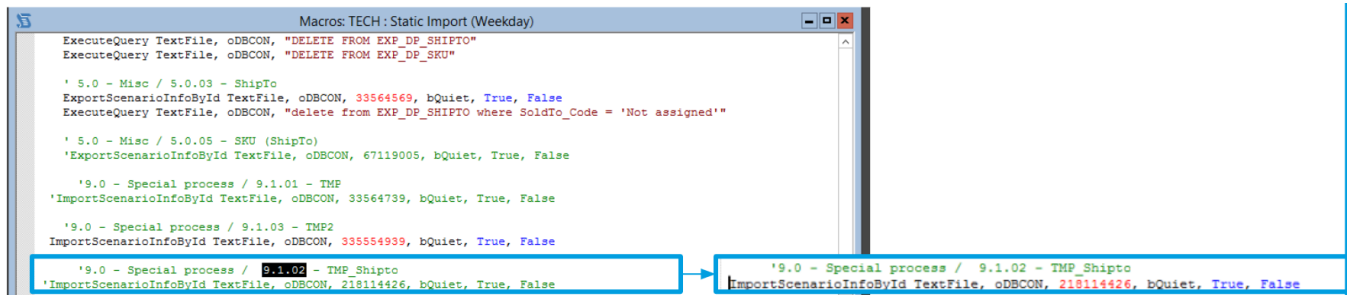 Macros: TECH : Static Import (Weekday)
ExecuteQuery TextFile, oDBCON, "DELETE FROM EXP_DP_SHIPTO"
ExecuteQuery TextFile, oDBCON, "DELETE FROM EXP_DP_SKU"
' 5.0 - Misc / 5.0.03 - ShipTo
ExportScenarioInfoById TextFile, oDBCON, 33564569, bQuiet, True, False
ExecuteQuery TextFile, oDBCON, "delete from EXP_DP_SHIPTO where SoldTo_Code = 'Not assigned'"
' 5.0 - Misc / 5.0.05 - SKU (ShipTo)
'ExportScenarioInfoById TextFile, oDBCON, 67119005, bQuiet, True, False
'9.0 - Special process / 9.1.01 - TMP
'ImportScenarioInfoById TextFile, oDBCON, 33564739, bQuiet, True, False
'9.0 - Special process / 9.1.03 - TMP2
ImportScenarioInfoById TextFile, oDBCON, 335554939, bQuiet, True, False
'9.0 - Special process / 9.1.02 - TMP_Shipto
'ImportScenarioInfoById TextFile, oDBCON, 218114426, bQuiet, True, False
'9.0 - Special process / 9.1.02 - TMP_Shipto
ImportScenarioInfoById TextFile, oDBCON, 218114426, bQuiet, True, False